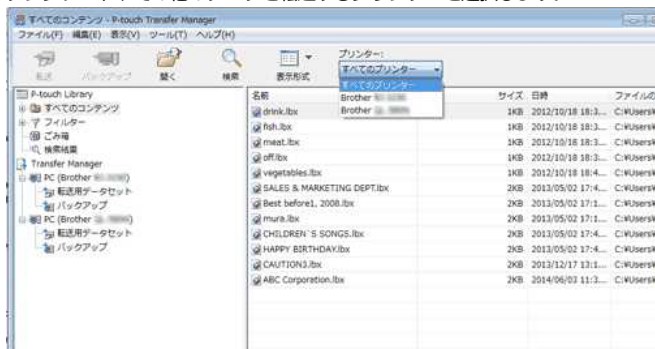 すべてのコンテンツ - P-touch Transfer Manager
ファイル(F) 編集(E) 表示(V) ツール(T) ヘルプ(H)
転送 バックアップ 開く 検索 表示形式
プリンター:
すべてのプリンター
すべてのプリンター
Brother
Brother
P-touch Library
すべてのコンテンツ
フィルター
ごみ箱
検索結果
Transfer Manager
PC (Brother
転送用データセット
バックアップ
PC (Brother
転送用データセット
バックアップ
名前 サイズ 日時 ファイルの
drink.lbx 1KB 2012/10/18 18:3... C:¥Users¥
fish.lbx 1KB 2012/10/18 18:3... C:¥Users¥
meat.lbx 1KB 2012/10/18 18:3... C:¥Users¥
off.lbx 1KB 2012/10/18 18:3... C:¥Users¥
vegetables.lbx 1KB 2012/10/18 18:4... C:¥Users¥
SALES & MARKETING DEPT.lbx 2KB 2013/05/02 17:4... C:¥Users¥
Best before1, 2008.lbx 2KB 2013/05/02 17:1... C:¥Users¥
mura.lbx 2KB 2013/05/02 17:1... C:¥Users¥
CHILDREN`S SONGS.lbx 2KB 2013/05/02 17:4... C:¥Users¥
HAPPY BIRTHDAY.lbx 2KB 2013/05/02 17:4... C:¥Users¥
CAUTION3.lbx 2KB 2013/12/17 13:1... C:¥Users¥
ABC Corporation.lbx 2KB 2014/06/03 11:3... C:¥Users¥